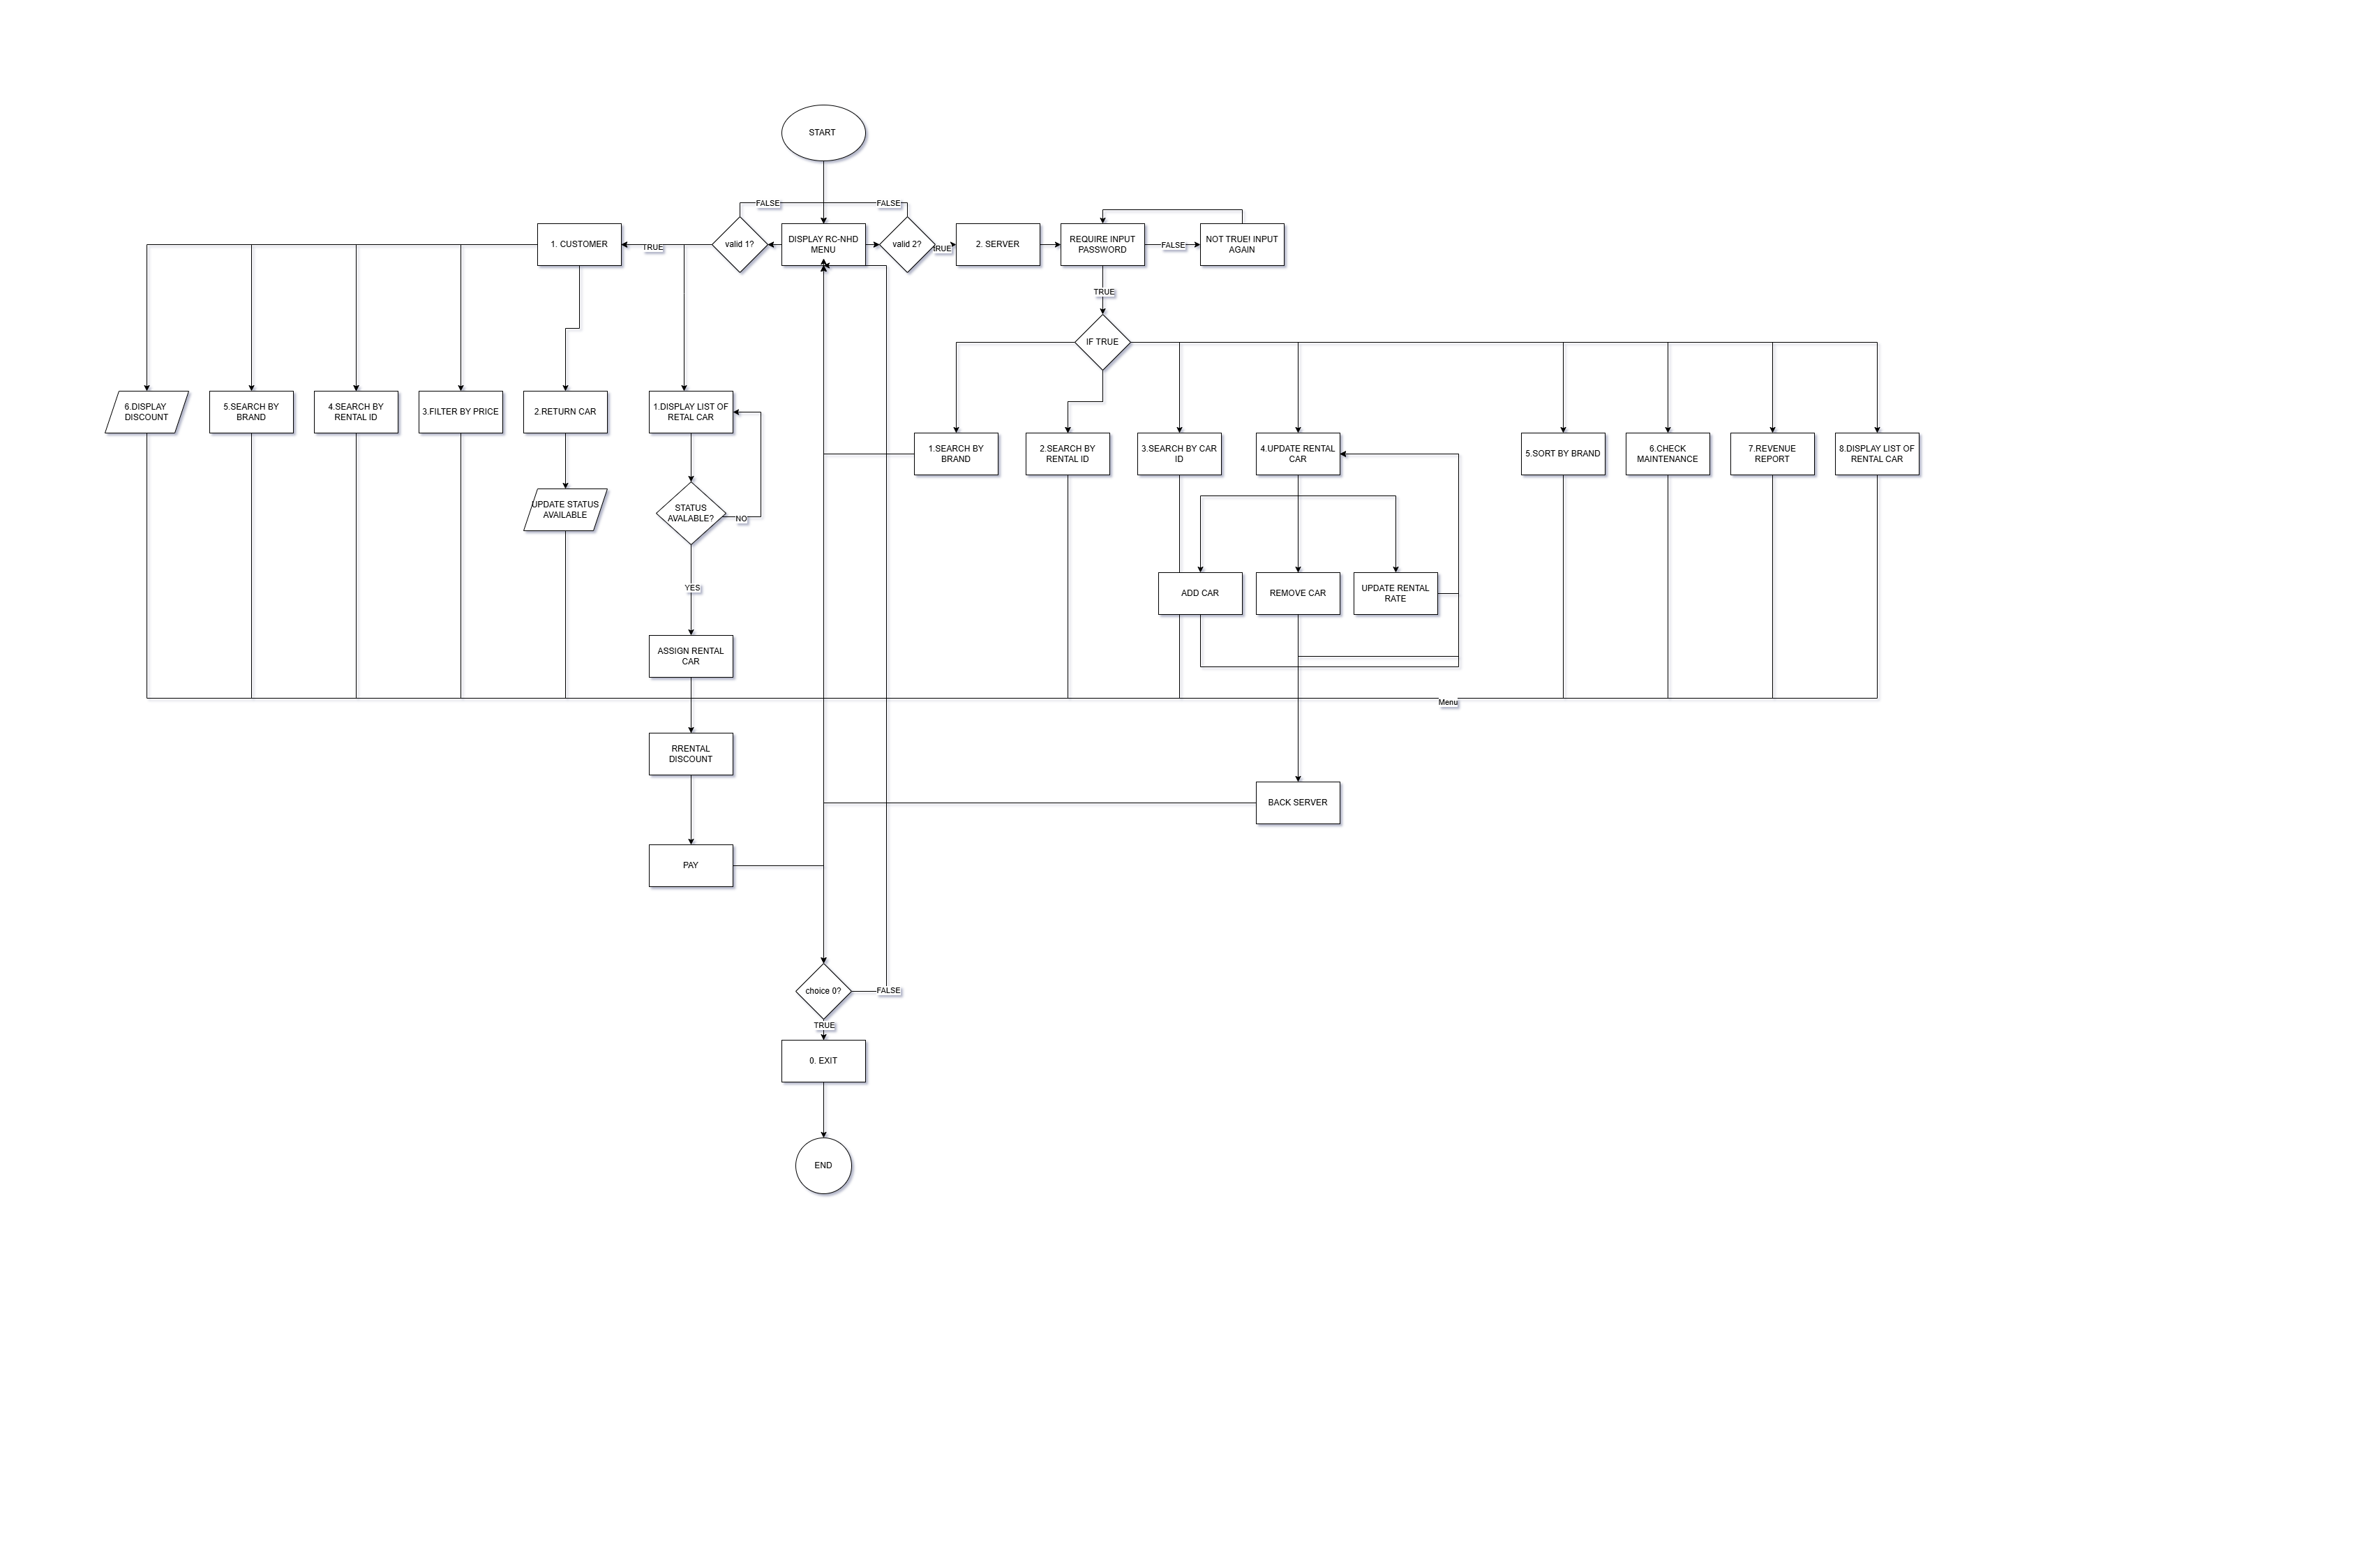 START
FALSE
FALSE
1. CUSTOMER
TRUE
valid 1?
DISPLAY RC-NHD
MENU
valid 2?
TRUE
2. SERVER
REQUIRE INPUT
PASSWORD
FALSE
NOT TRUE! INPUT
AGAIN
TRUE
IF TRUE
6.DISPLAY
DISCOUNT
5.SEARCH BY
BRAND
4.SEARCH BY
RENTAL ID
3.FILTER BY PRICE
2.RETURN CAR
1.DISPLAY LIST OF
RETAL CAR
1.SEARCH BY
BRAND
2.SEARCH BY
RENTAL ID
3.SEARCH BY CAR
ID
4.UPDATE RENTAL
CAR
5.SORT BY BRAND
6.CHECK
MAINTENANCE
7.REVENUE
REPORT
8.DISPLAY LIST OF
RENTAL CAR
UPDATE STATUS
AVAILABLE
STATUS
AVALABLE?
NO
YES
ADD CAR
REMOVE CAR
UPDATE RENTAL
RATE
ASSIGN RENTAL
CAR
Menu
RRENTAL
DISCOUNT
BACK SERVER
PAY
choice 0?
FALSE
TRUE
0. EXIT
END